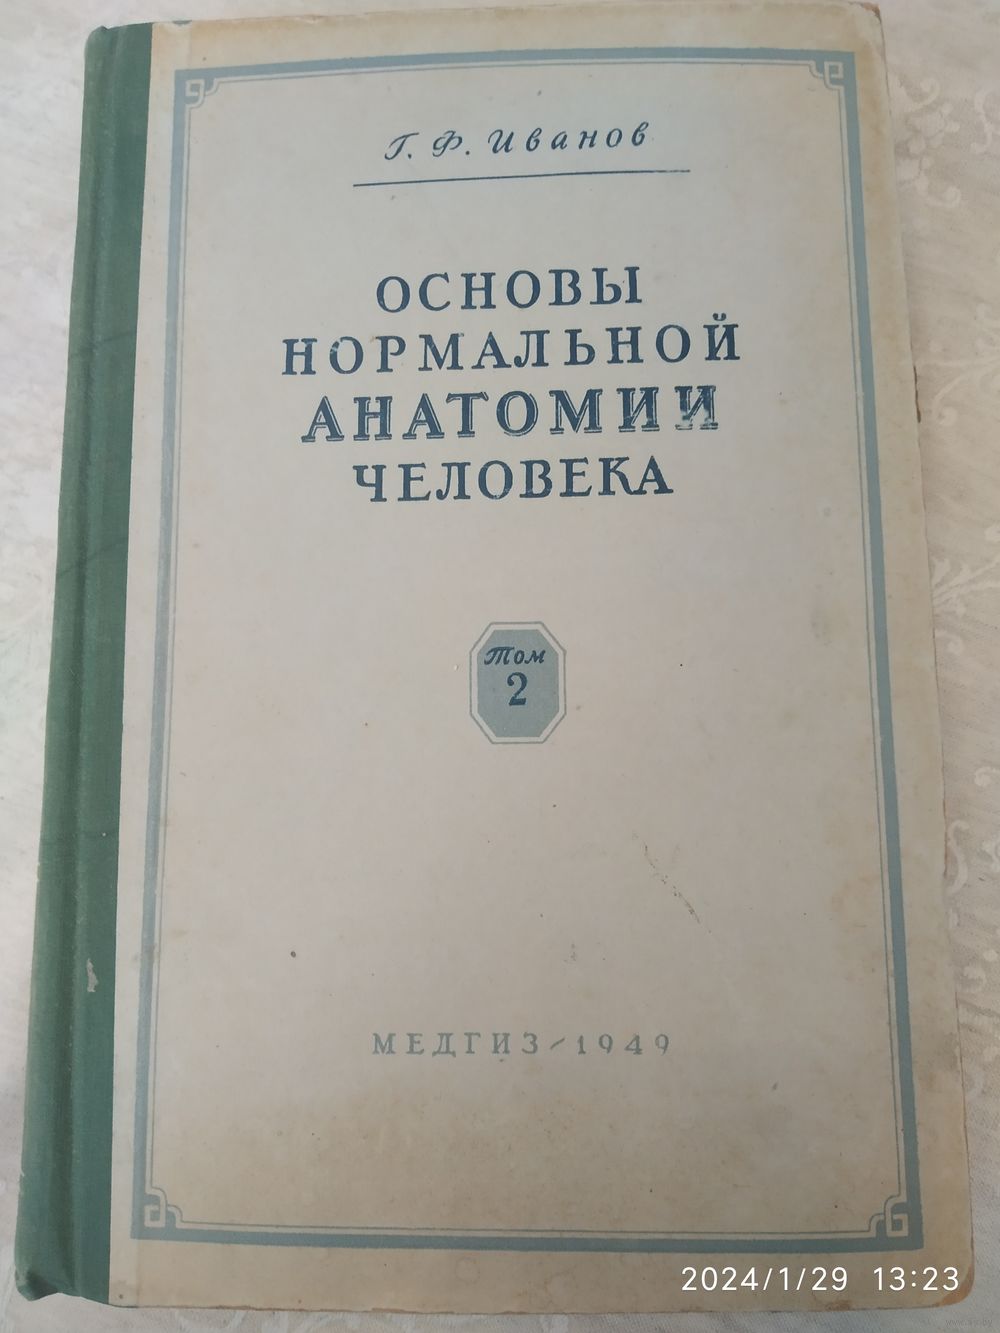 Г. Ф. Иванов
ОСНОВЫ
НОРМАЛЬНОЙ
АНАТОМИИ
ЧЕЛОВЕКА
Том
2
МЕДГИЗ-1949
2024/1/29 13:23